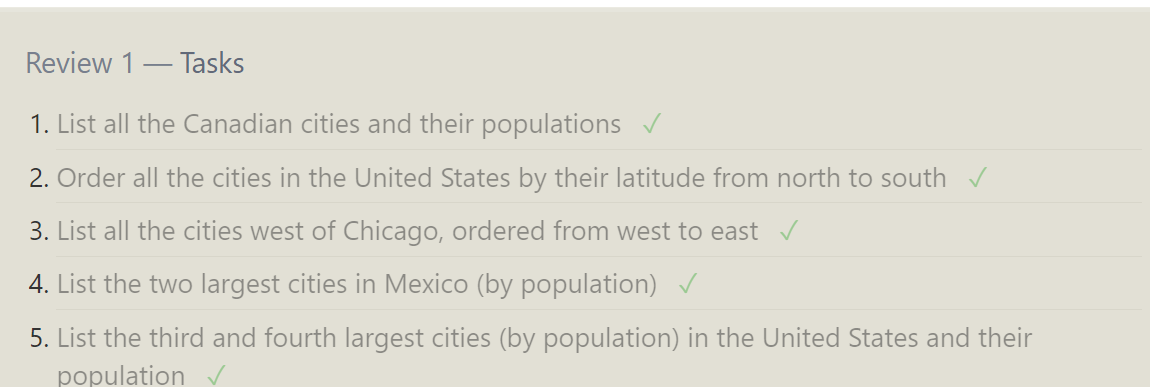 Review 1 — Tasks
1. List all the Canadian cities and their populations ✓
2. Order all the cities in the United States by their latitude from north to south ✓
3. List all the cities west of Chicago, ordered from west to east ✓
4. List the two largest cities in Mexico (by population) ✓
5. List the third and fourth largest cities (by population) in the United States and their
population ✓